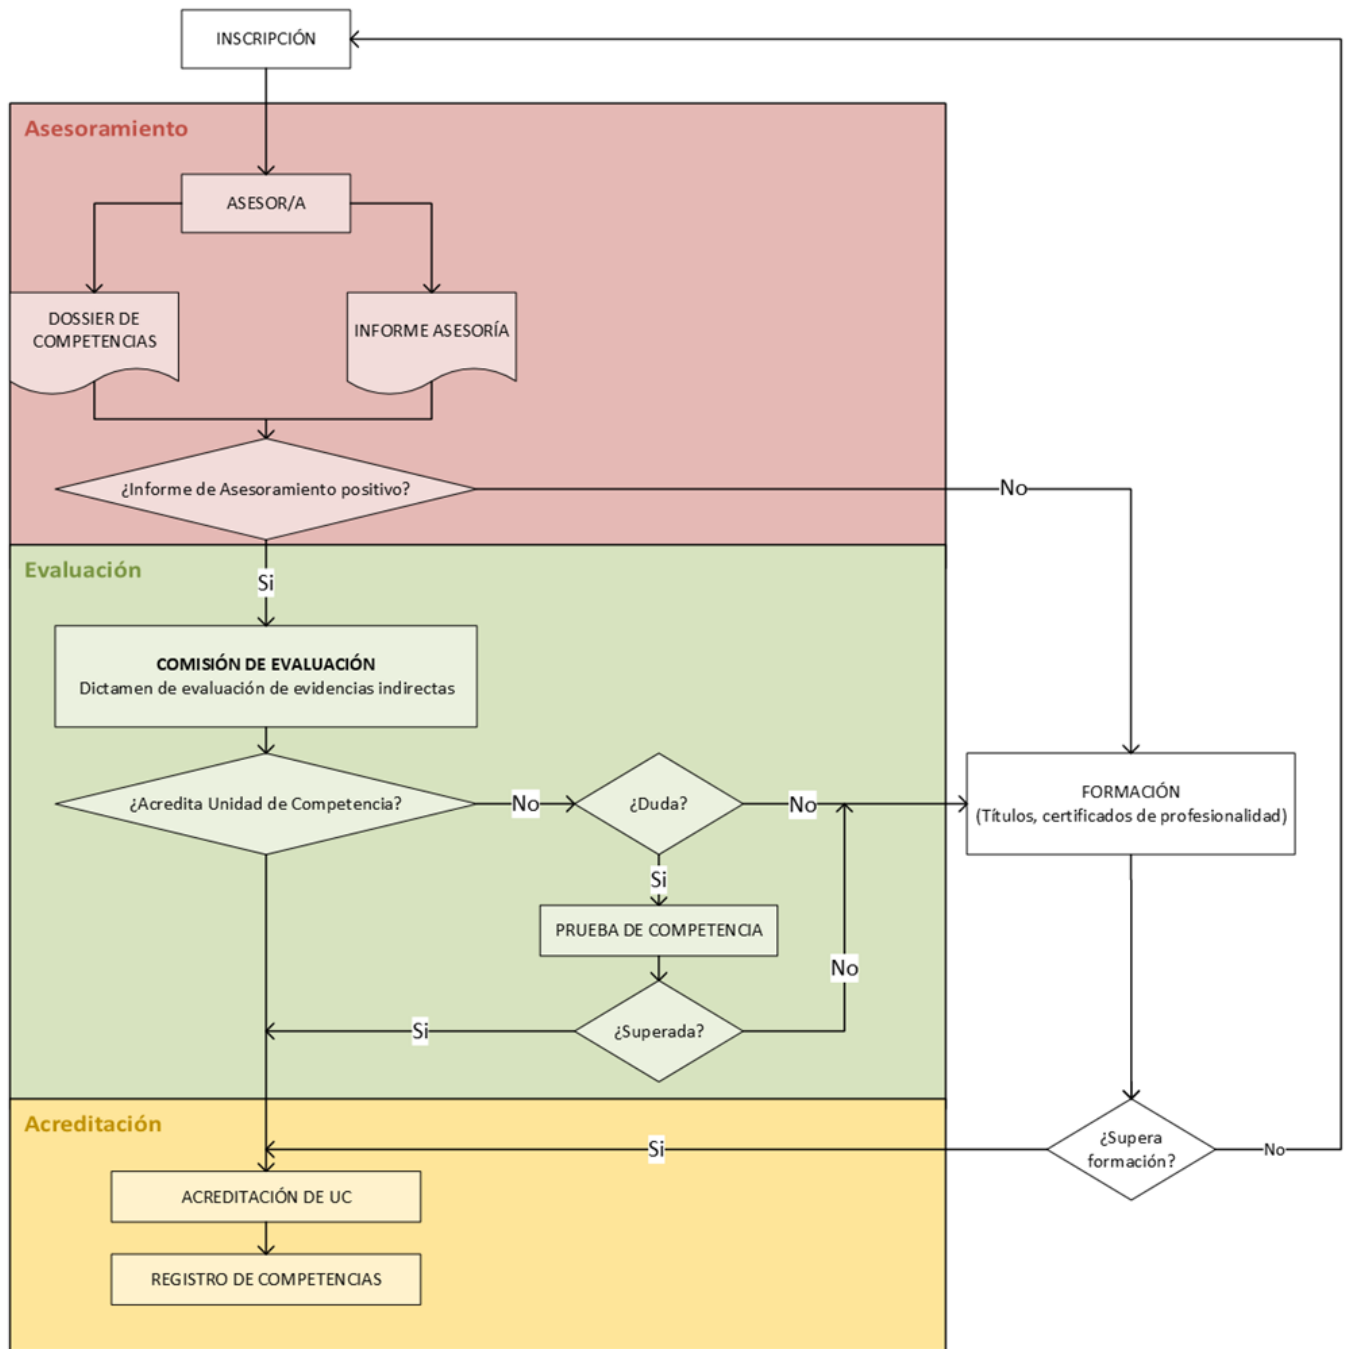 INSCRIPCIÓN
Asesoramiento
ASESOR/A
DOSSIER DE
COMPETENCIAS
INFORME ASESORÍA
¿Informe de Asesoramiento positivo?
No
Evaluación
Si
COMISIÓN DE EVALUACIÓN
Dictamen de evaluación de evidencias indirectas
¿Acredita Unidad de Competencia?
No
¿Duda?
No
FORMACIÓN
(Títulos, certificados de profesionalidad)
Si
PRUEBA DE COMPETENCIA
No
Si
¿Superada?
Acreditación
Si
¿Supera
formación?
No
ACREDITACIÓN DE UC
REGISTRO DE COMPETENCIAS